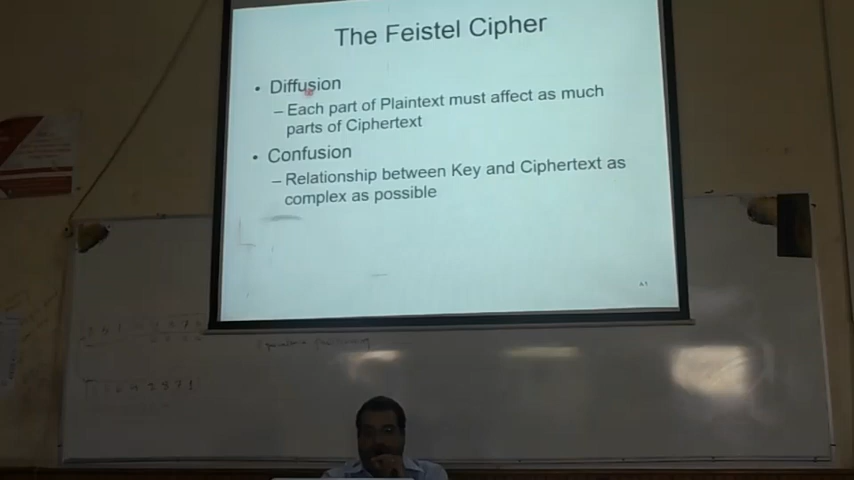 The Feistel Cipher
• Diffusion
– Each part of Plaintext must affect as much
parts of Ciphertext
• Confusion
– Relationship between Key and Ciphertext as
complex as possible